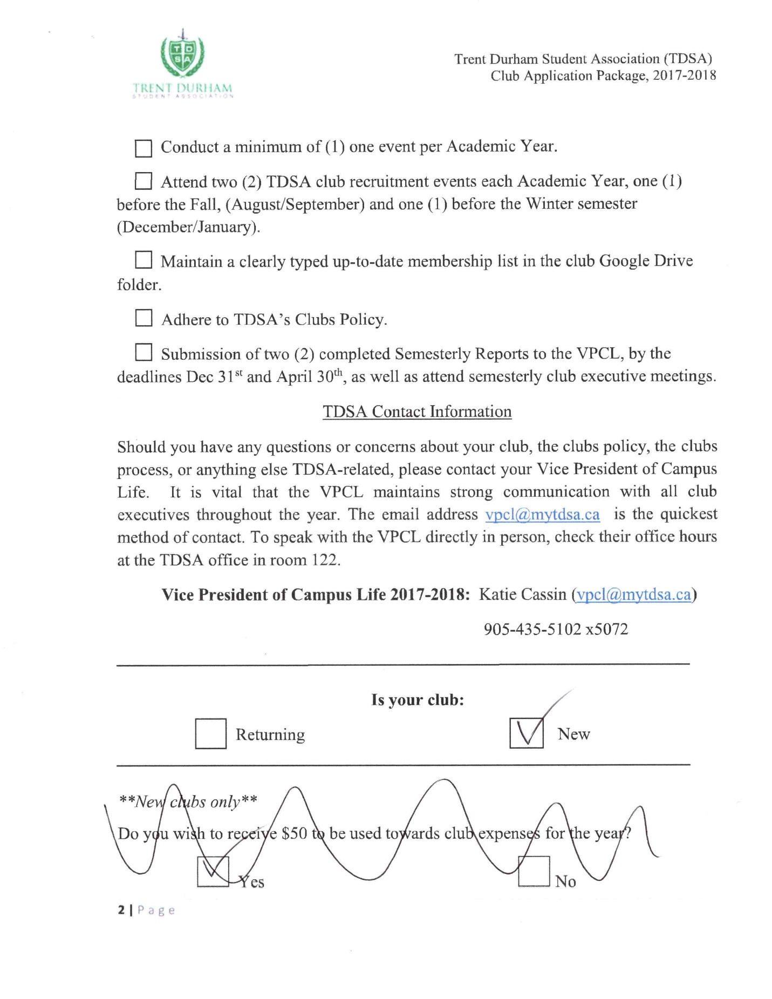 T D
S A
TRENT DURHAM
STUDENT ASSOCIATION
Trent Durham Student Association (TDSA)
Club Application Package, 2017-2018
☐ Conduct a minimum of (1) one event per Academic Year.
☐ Attend two (2) TDSA club recruitment events each Academic Year, one (1)
before the Fall, (August/September) and one (1) before the Winter semester
(December/January).
☐ Maintain a clearly typed up-to-date membership list in the club Google Drive
folder.
☐ Adhere to TDSA's Clubs Policy.
☐ Submission of two (2) completed Semesterly Reports to the VPCL, by the
deadlines Dec 31st and April 30th, as well as attend semesterly club executive meetings.
TDSA Contact Information
Should you have any questions or concerns about your club, the clubs policy, the clubs
process, or anything else TDSA-related, please contact your Vice President of Campus
Life. It is vital that the VPCL maintains strong communication with all club
executives throughout the year. The email address vpcl@mytdsa.ca is the quickest
method of contact. To speak with the VPCL directly in person, check their office hours
at the TDSA office in room 122.
Vice President of Campus Life 2017-2018: Katie Cassin (vpcl@mytdsa.ca)
905-435-5102 x5072
Is your club:
☐ Returning ☑ New
**New clubs only**
Do you wish to receive $50 to be used towards club expenses for the year?
☑ Yes ☐ No
2 | Page